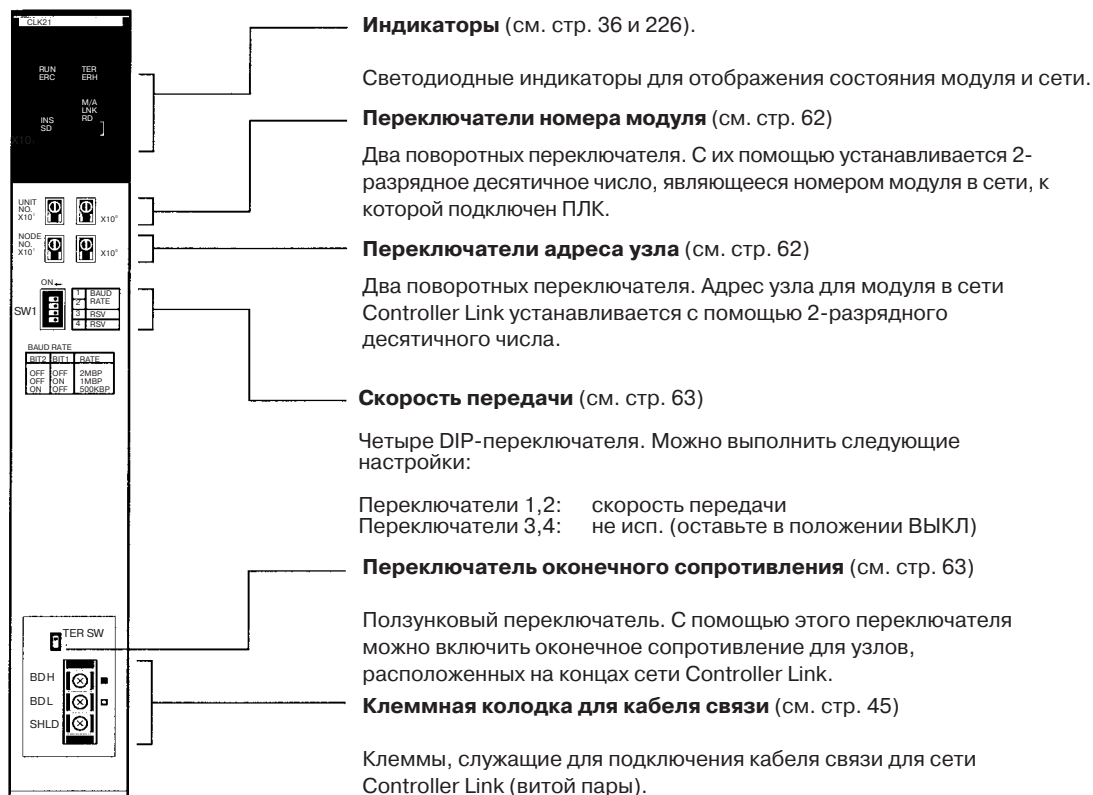 CLK21
RUN TER
ERC ERH
M/A
LNK
INS RD
SD
X10
UNIT
NO.
X10¹ X10⁰
NODE
NO.
X10¹ X10⁰
ON←
SW1
1 BAUD
2 RATE
3 RSV
4 RSV
BAUD RATE
BIT2 BIT1 RATE
OFF OFF 2MBP
OFF ON 1MBP
ON OFF 500KBP
TER SW
BDH
BDL
SHLD
Индикаторы (см. стр. 36 и 226).
Светодиодные индикаторы для отображения состояния модуля и сети.
Переключатели номера модуля (см. стр. 62)
Два поворотных переключателя. С их помощью устанавливается 2-
разрядное десятичное число, являющееся номером модуля в сети, к
которой подключен ПЛК.
Переключатели адреса узла (см. стр. 62)
Два поворотных переключателя. Адрес узла для модуля в сети
Controller Link устанавливается с помощью 2-разрядного
десятичного числа.
Скорость передачи (см. стр. 63)
Четыре DIP-переключателя. Можно выполнить следующие
настройки:
Переключатели 1,2: скорость передачи
Переключатели 3,4: не исп. (оставьте в положении ВЫКЛ)
Переключатель оконечного сопротивления (см. стр. 63)
Ползунковый переключатель. С помощью этого переключателя
можно включить оконечное сопротивление для узлов,
расположенных на концах сети Controller Link.
Клеммная колодка для кабеля связи (см. стр. 45)
Клеммы, служащие для подключения кабеля связи для сети
Controller Link (витой пары).